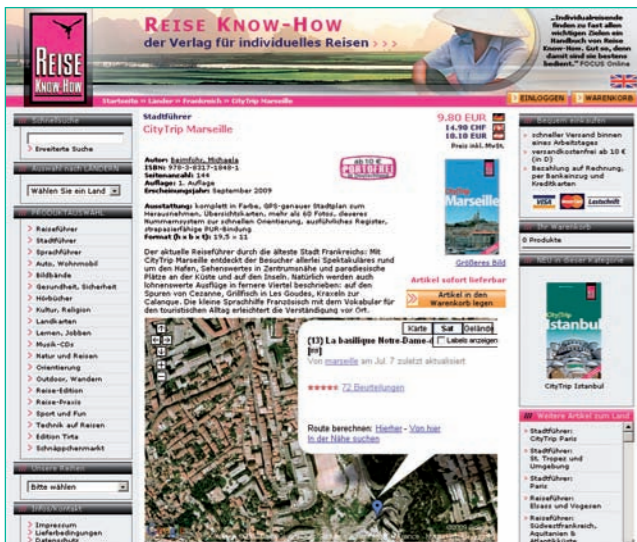 REISE KNOW-HOW
der Verlag für individuelles Reisen › › ›
„Individualreisende
finden zu fast allen
wichtigen Zielen ein
Handbuch von Reise
Know-How. Gut so, denn
damit sind sie bestens
bedient.“ FOCUS Online
REISE
KNOW-HOW
Startseite » Länder » Frankreich » CityTrip Marseille
EINLOGGEN
WARENKORB
Schnellsuche
Erweiterte Suche
Auswahl nach LÄNDERN
Wählen Sie ein Land
PRODUKTAUSWAHL
Reiseführer
Stadtführer
Sprachführer
Auto, Wohnmobil
Bildbände
Gesundheit, Sicherheit
Hörbücher
Kultur, Religion
Landkarten
Lernen, Jobben
Musik-CDs
Natur und Reisen
Orientierung
Outdoor, Wandern
Reise-Edition
Reise-Praxis
Sport und Fun
Technik auf Reisen
Edition Tirta
Schnäppchenmarkt
Unsere Reihen
Bitte wählen
Infos/Kontakt
Impressum
Lieferbedingungen
Datenschutz
Stadtführer
CityTrip Marseille
9.80 EUR
14.90 CHF
10.10 EUR
Preis inkl. MwSt.
Autor: beimfohr, Michaela
ISBN: 978-3-8317-1848-1
Seitenanzahl: 144
Auflage: 1. Auflage
Erscheinungsjahr: September 2009
ab 10 €
PORTOFREI
Ausstattung: komplett in Farbe, GPS-genauer Stadtplan zum
Herausnehmen, Übersichtskarten, mehr als 60 Fotos, dieseres
Nummernsystem zur schnellen Orientierung, ausführliches Register,
strapazierfähige PUR-Bindung
Format (h x b x t): 19,5 x 11
Der aktuelle Reiseführer durch die älteste Stadt Frankreichs: Mit
CityTrip Marseille entdeckt der Besucher allerlei Spektakuläres rund
um den Hafen, Sehenswertes in Zentrumsnähe und paradiesische
Plätze an der Küste und auf den Inseln. Natürlich werden auch
lohnenswerte Ausflüge in fernere Viertel beschrieben: auf den
Spuren von Cezanne, Grillfisch in Les Goudes, Kraxeln zur
Calanque. Die kleine Sprachhilfe Französisch mit dem Vokabular für
den touristischen Alltag erleichtert die Verständigung vor Ort.
Marseille
Größeres Bild
Artikel sofort lieferbar
Artikel in den
Warenkorb legen
Karte
Sat
Gelände
Labels anzeigen
(13) La basilique Notre-Dame-
Von marseille am Jul. 7 zuletzt aktualisiert
72 Beurteilungen
Route berechnen: Hierher - Von hier
In der Nähe suchen
Bequem einkaufen
schneller Versand binnen
eines Arbeitstages
versandkostenfrei ab 10 €
(in D)
Bezahlung auf Rechnung,
per Bankeinzug und
Kreditkarten
VISA
Lastschrift
Ihr Warenkorb
0 Produkte
NEU in dieser Kategorie
CityTrip
Istanbul
CityTrip Istanbul
Weitere Artikel zum Land
Stadtführer:
CityTrip Paris
Stadtführer:
St. Tropez und
Umgebung
Stadtführer:
Paris
Reiseführer:
Elsass und Vogesen
Reiseführer:
Südwestfrankreich,
Aquitanien &
Atlantikküste